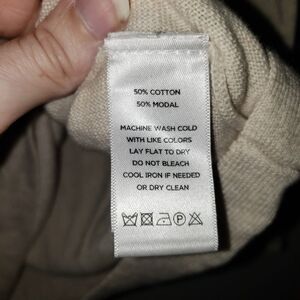 50% COTTON
50% MODAL
MACHINE WASH COLD
WITH LIKE COLORS
LAY FLAT TO DRY
DO NOT BLEACH
COOL IRON IF NEEDED
OR DRY CLEAN